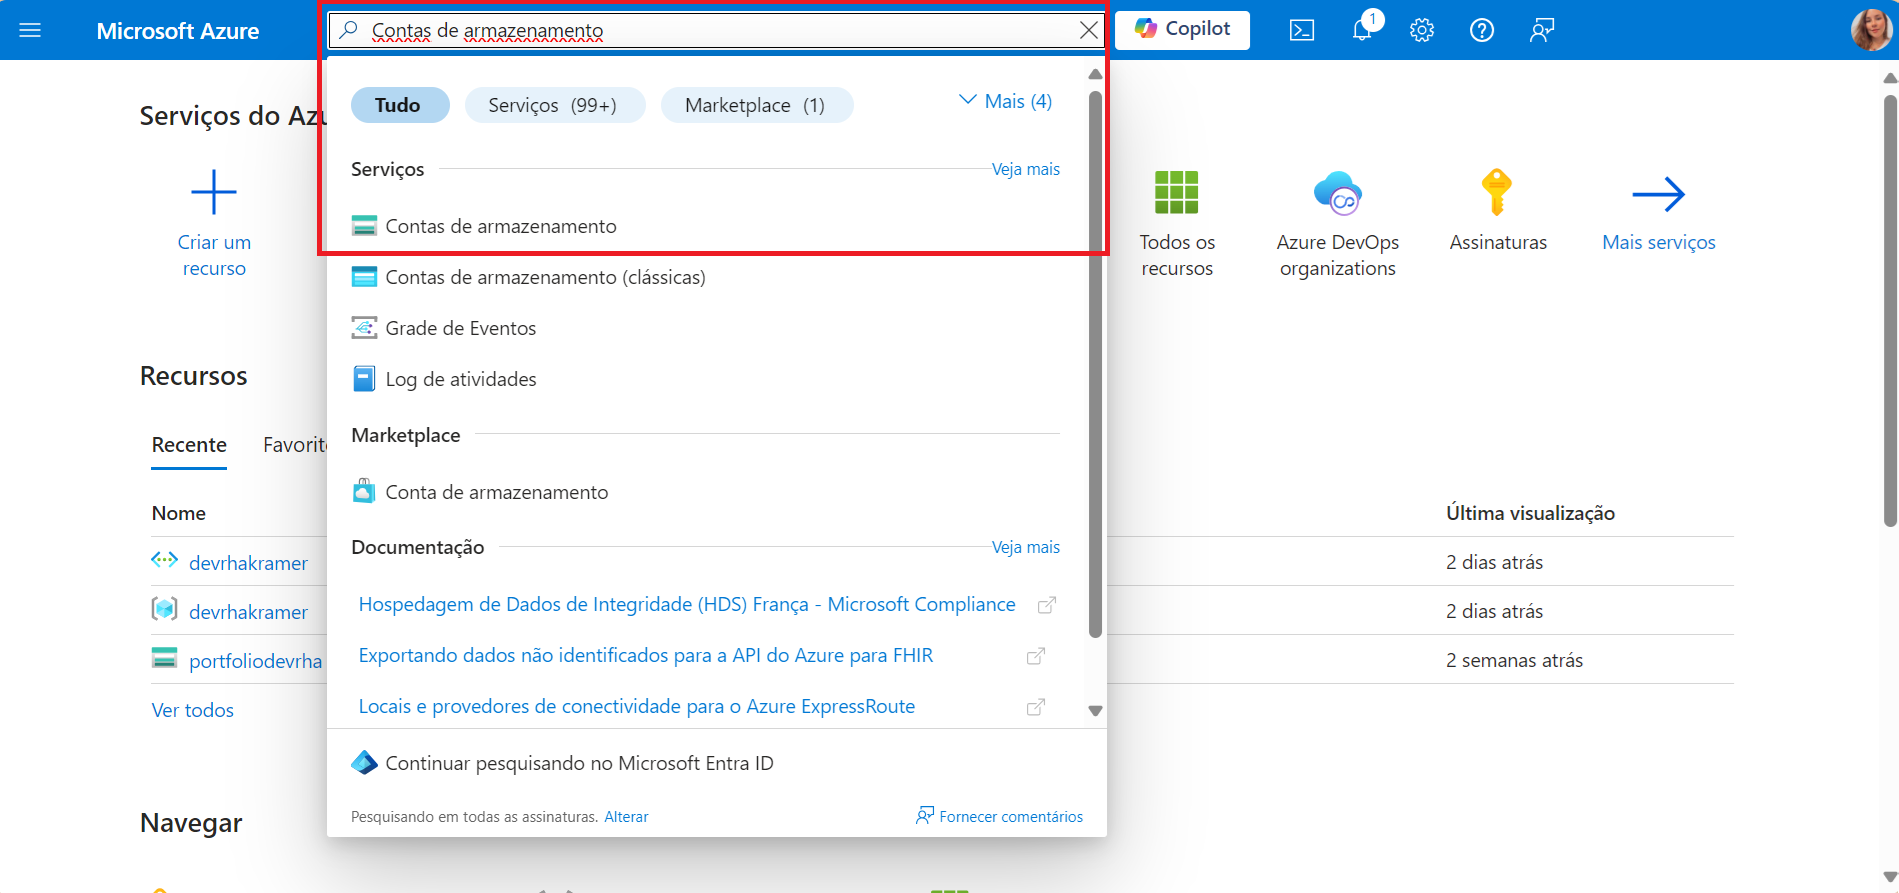 Microsoft Azure
Contas de armazenamento
Copilot
1
Serviços do Azu
Criar um
recurso
Tudo
Serviços (99+)
Marketplace (1)
Mais (4)
Serviços
Veja mais
Contas de armazenamento
Contas de armazenamento (clássicas)
Grade de Eventos
Log de atividades
Marketplace
Conta de armazenamento
Documentação
Veja mais
Hospedagem de Dados de Integridade (HDS) França - Microsoft Compliance
Exportando dados não identificados para a API do Azure para FHIR
Locais e provedores de conectividade para o Azure ExpressRoute
Continuar pesquisando no Microsoft Entra ID
Pesquisando em todas as assinaturas. Alterar
Fornecer comentários
Todos os
recursos
Azure DevOps
organizations
Assinaturas
Mais serviços
Recursos
Recente
Favorit
Nome
Última visualização
devrhakramer
2 dias atrás
devrhakramer
2 dias atrás
portfoliodevrha
2 semanas atrás
Ver todos
Navegar